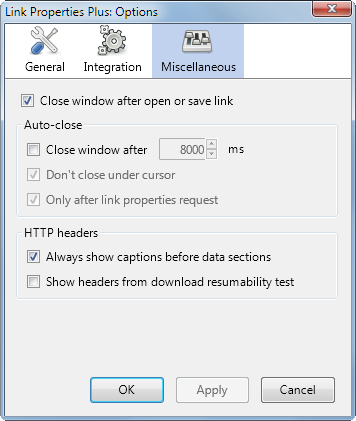 Link Properties Plus: Options
General Integration Miscellaneous
Close window after open or save link
Auto-close
Close window after 8000 ms
Don't close under cursor
Only after link properties request
HTTP headers
Always show captions before data sections
Show headers from download resumability test
OK Apply Cancel